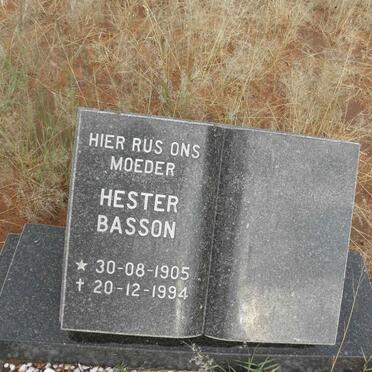 HIER RUS ONS
MOEDER
HESTER
BASSON
★ 30-08-1905
✝ 20-12-1994